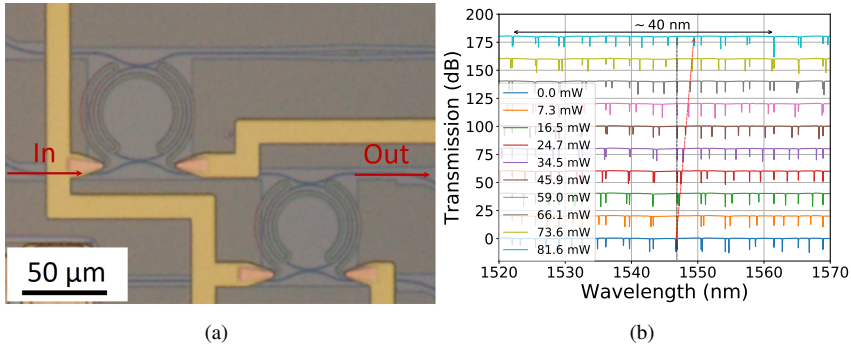 In
Out
50 µm
(a)
Transmission (dB)
200
175
150
125
100
75
50
25
0
~ 40 nm
0.0 mW
7.3 mW
16.5 mW
24.7 mW
34.5 mW
45.9 mW
59.0 mW
66.1 mW
73.6 mW
81.6 mW
1520 1530 1540 1550 1560 1570
Wavelength (nm)
(b)